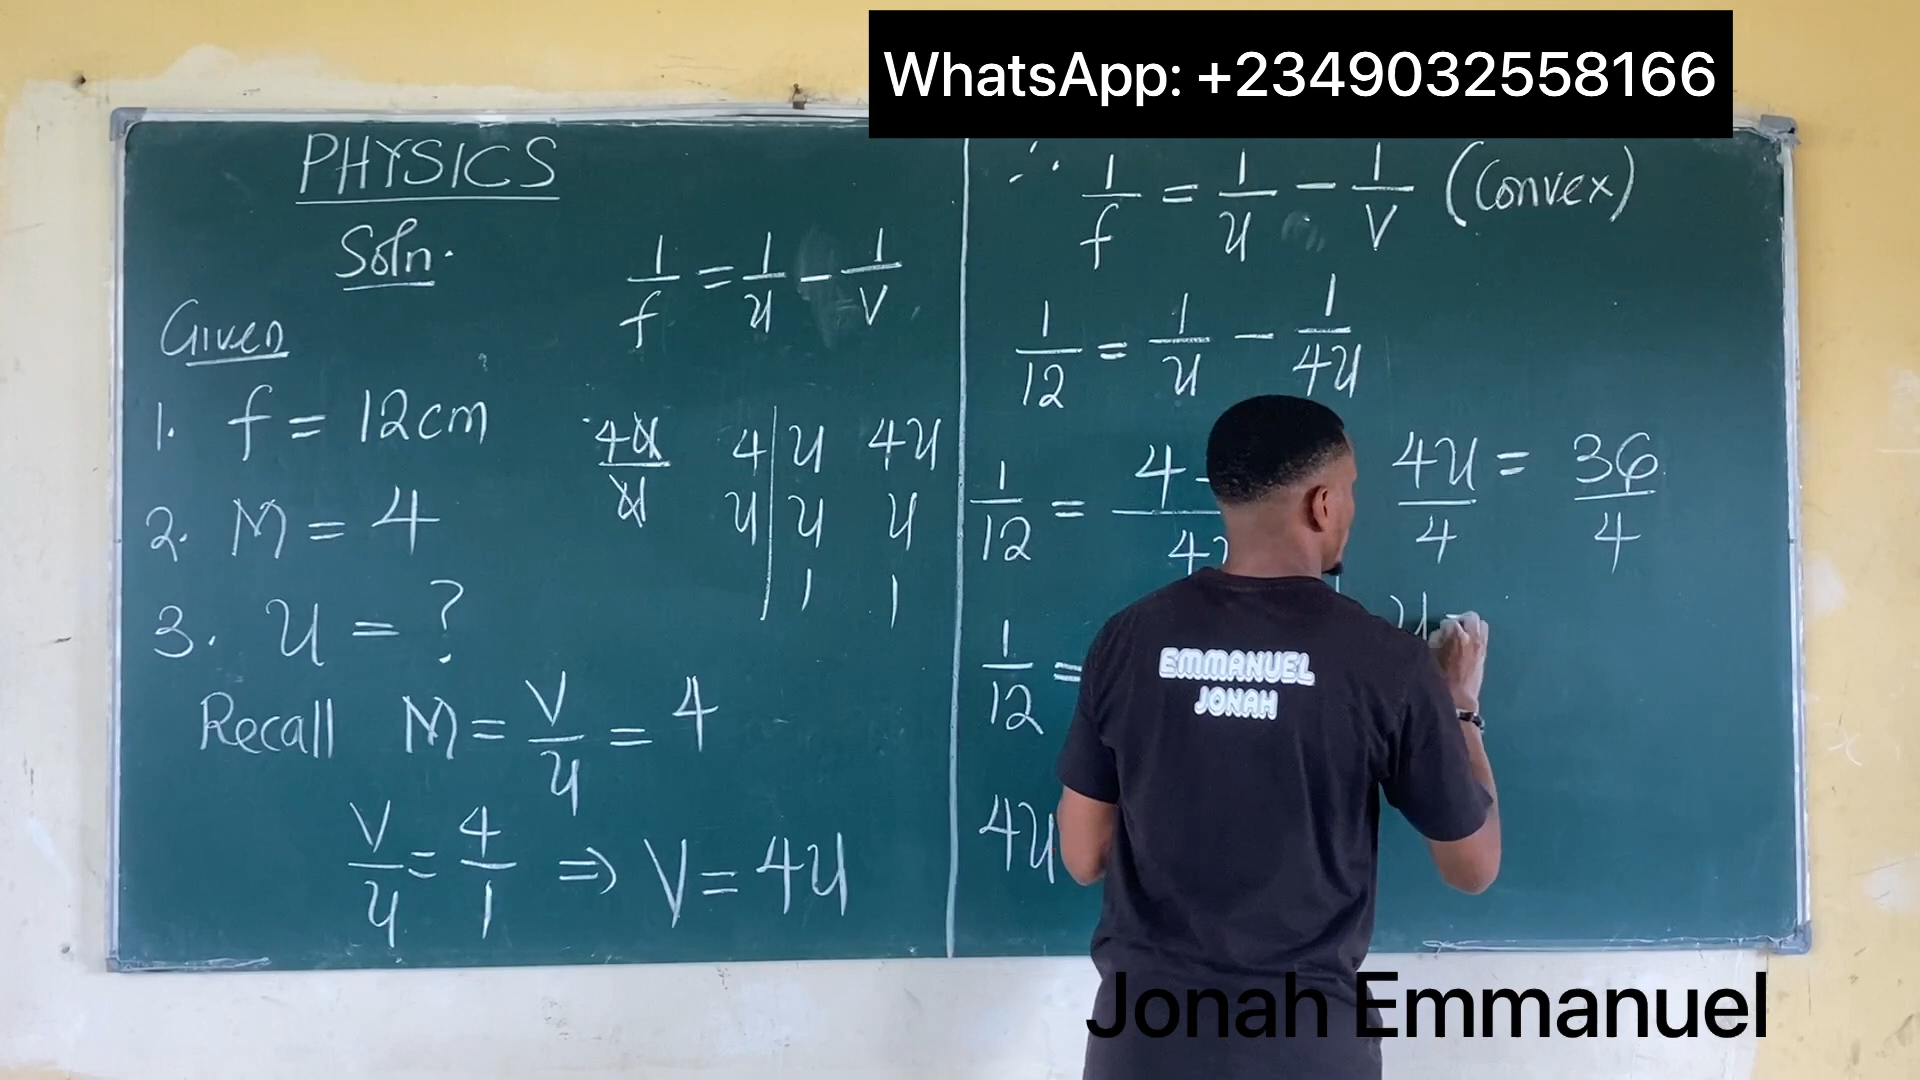 WhatsApp: +2349032558166
PHYSICS
Soln.
1/f = 1/u - 1/v
Given
1. f = 12cm
2. M = 4
3. u = ?
4u/u
4 | u 4u
u | u u
| 1 1
Recall M = v/u = 4
v/u = 4/1 ⇒ V = 4u
∴ 1/f = 1/u - 1/v (Convex)
1/12 = 1/u - 1/4u
1/12 = 4 -
4
1/12 =
4u
4u/4 = 36/4
u =
EMMANUEL
JONAH
Jonah Emmanuel